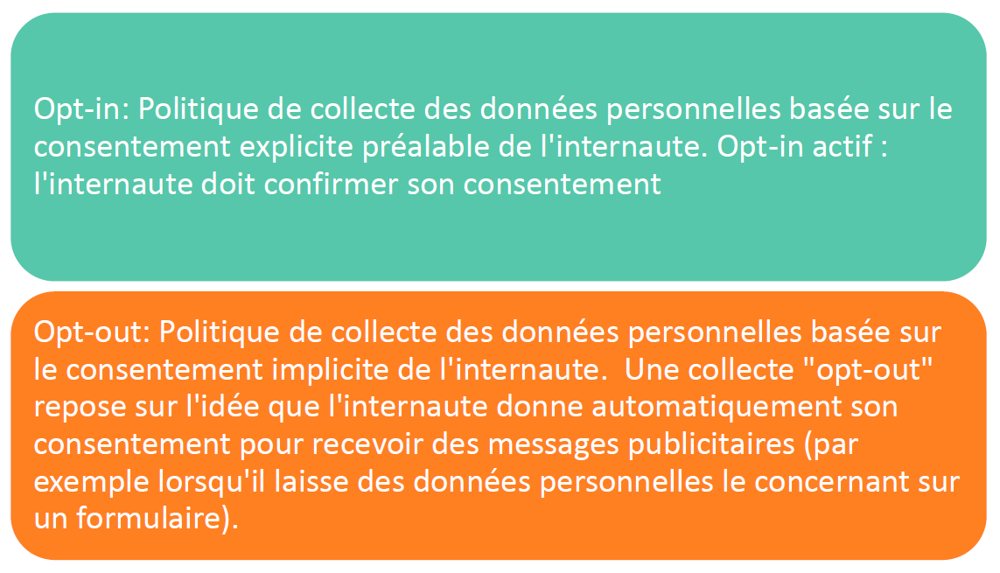 Opt-in: Politique de collecte des données personnelles basée sur le
consentement explicite préalable de l'internaute. Opt-in actif :
l'internaute doit confirmer son consentement
Opt-out: Politique de collecte des données personnelles basée sur
le consentement implicite de l'internaute.  Une collecte "opt-out"
repose sur l'idée que l'internaute donne automatiquement son
consentement pour recevoir des messages publicitaires (par
exemple lorsqu'il laisse des données personnelles le concernant sur
un formulaire).